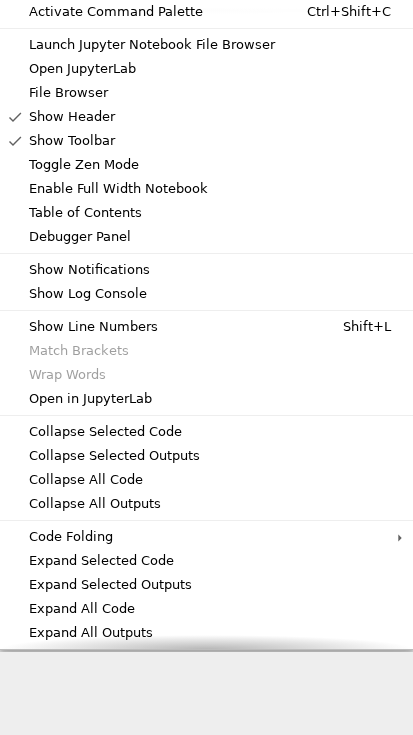 Activate Command Palette Ctrl+Shift+C
Launch Jupyter Notebook File Browser
Open JupyterLab
File Browser
Show Header
Show Toolbar
Toggle Zen Mode
Enable Full Width Notebook
Table of Contents
Debugger Panel
Show Notifications
Show Log Console
Show Line Numbers Shift+L
Match Brackets
Wrap Words
Open in JupyterLab
Collapse Selected Code
Collapse Selected Outputs
Collapse All Code
Collapse All Outputs
Code Folding
Expand Selected Code
Expand Selected Outputs
Expand All Code
Expand All Outputs